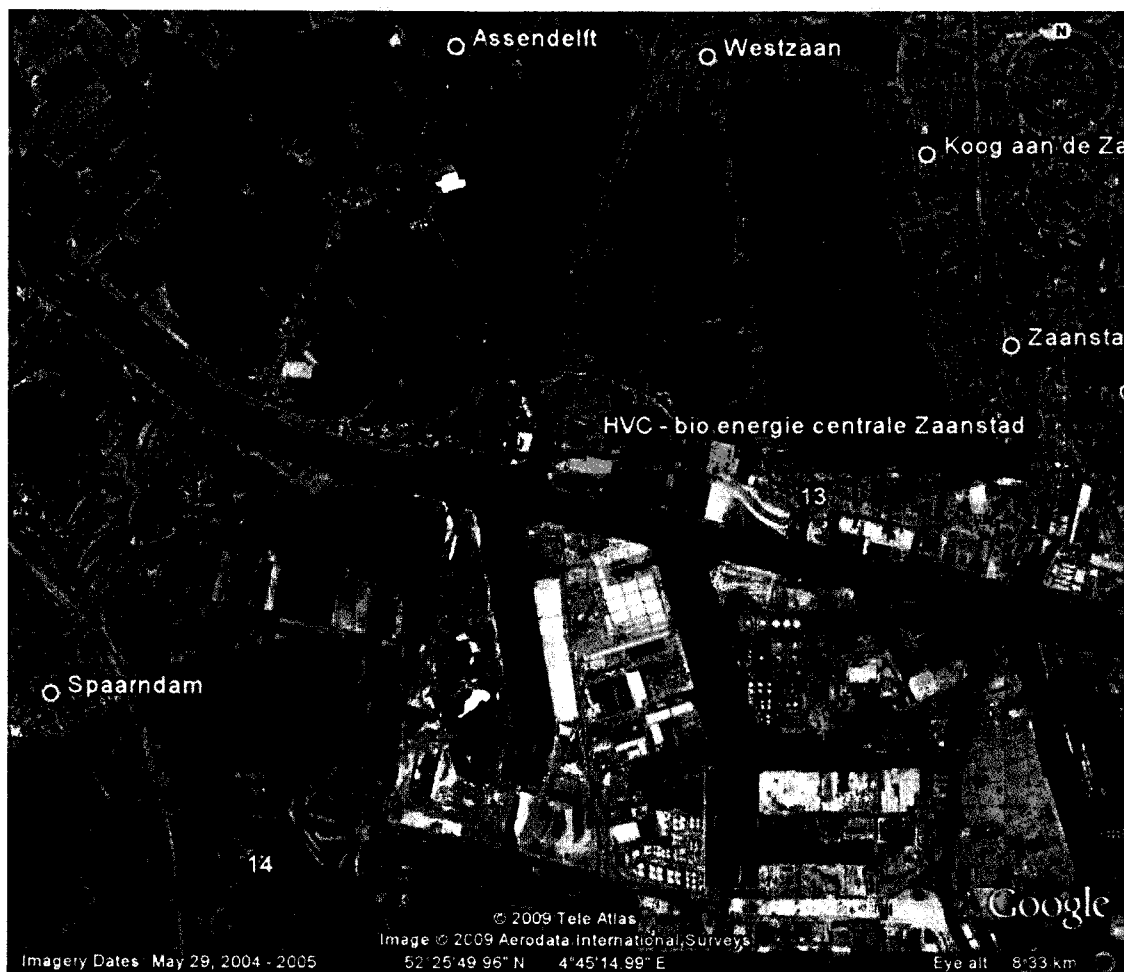 Assendelft
Westzaan
N
Koog aan de Za
Zaansta
HVC - bio energie centrale Zaanstad
13
Spaarndam
14
Google
© 2009 Tele Atlas
Image © 2009 Aerodata International Surveys
Imagery Dates: May 29, 2004 - 2005 52°25'49.96" N 4°45'14.99" E Eye alt 8.33 km